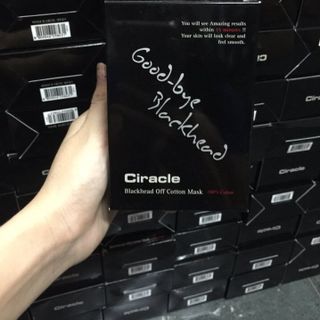 You will see Amazing results
within 15 minutes !!
Your skin will look clear and
feel smooth.
Good-bye
Blackhead
Ciracle
Blackhead Off Cotton Mask 100% Cotton